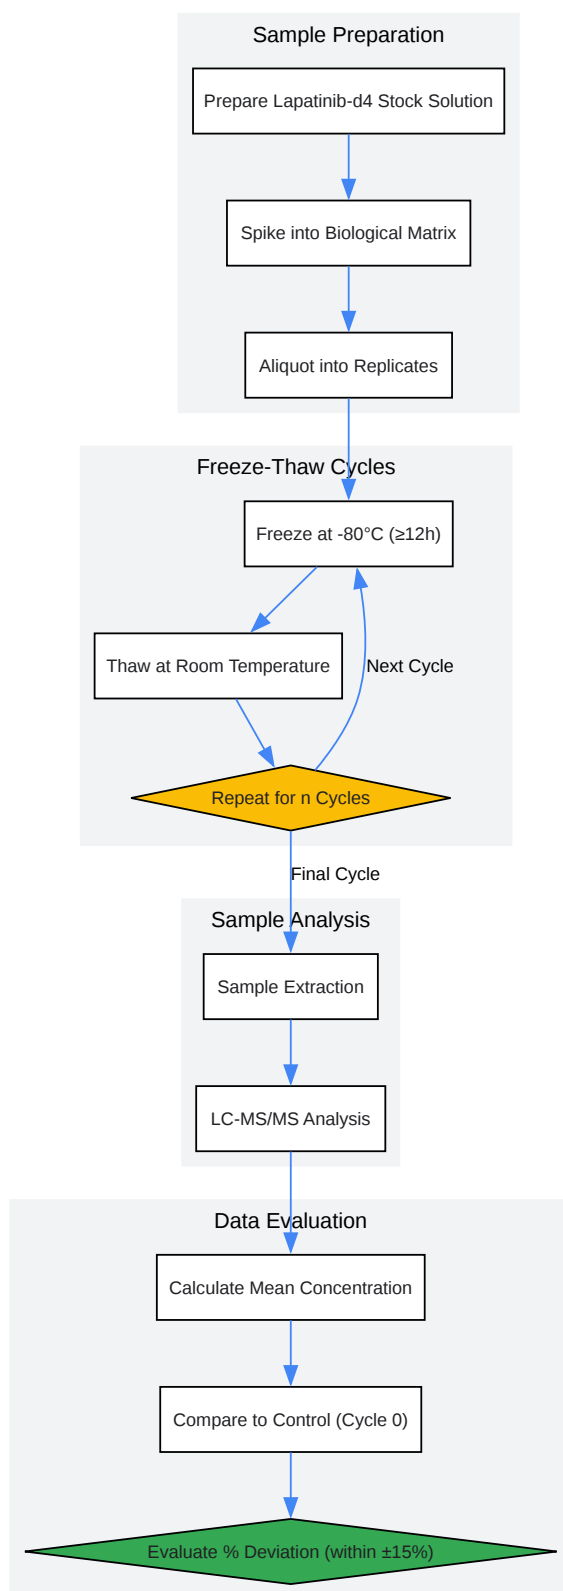 Sample Preparation
Prepare Lapatinib-d4 Stock Solution
Spike into Biological Matrix
Aliquot into Replicates
Freeze-Thaw Cycles
Freeze at -80°C (≥12h)
Thaw at Room Temperature
Next Cycle
Repeat for n Cycles
Final Cycle
Sample Analysis
Sample Extraction
LC-MS/MS Analysis
Data Evaluation
Calculate Mean Concentration
Compare to Control (Cycle 0)
Evaluate % Deviation (within ±15%)